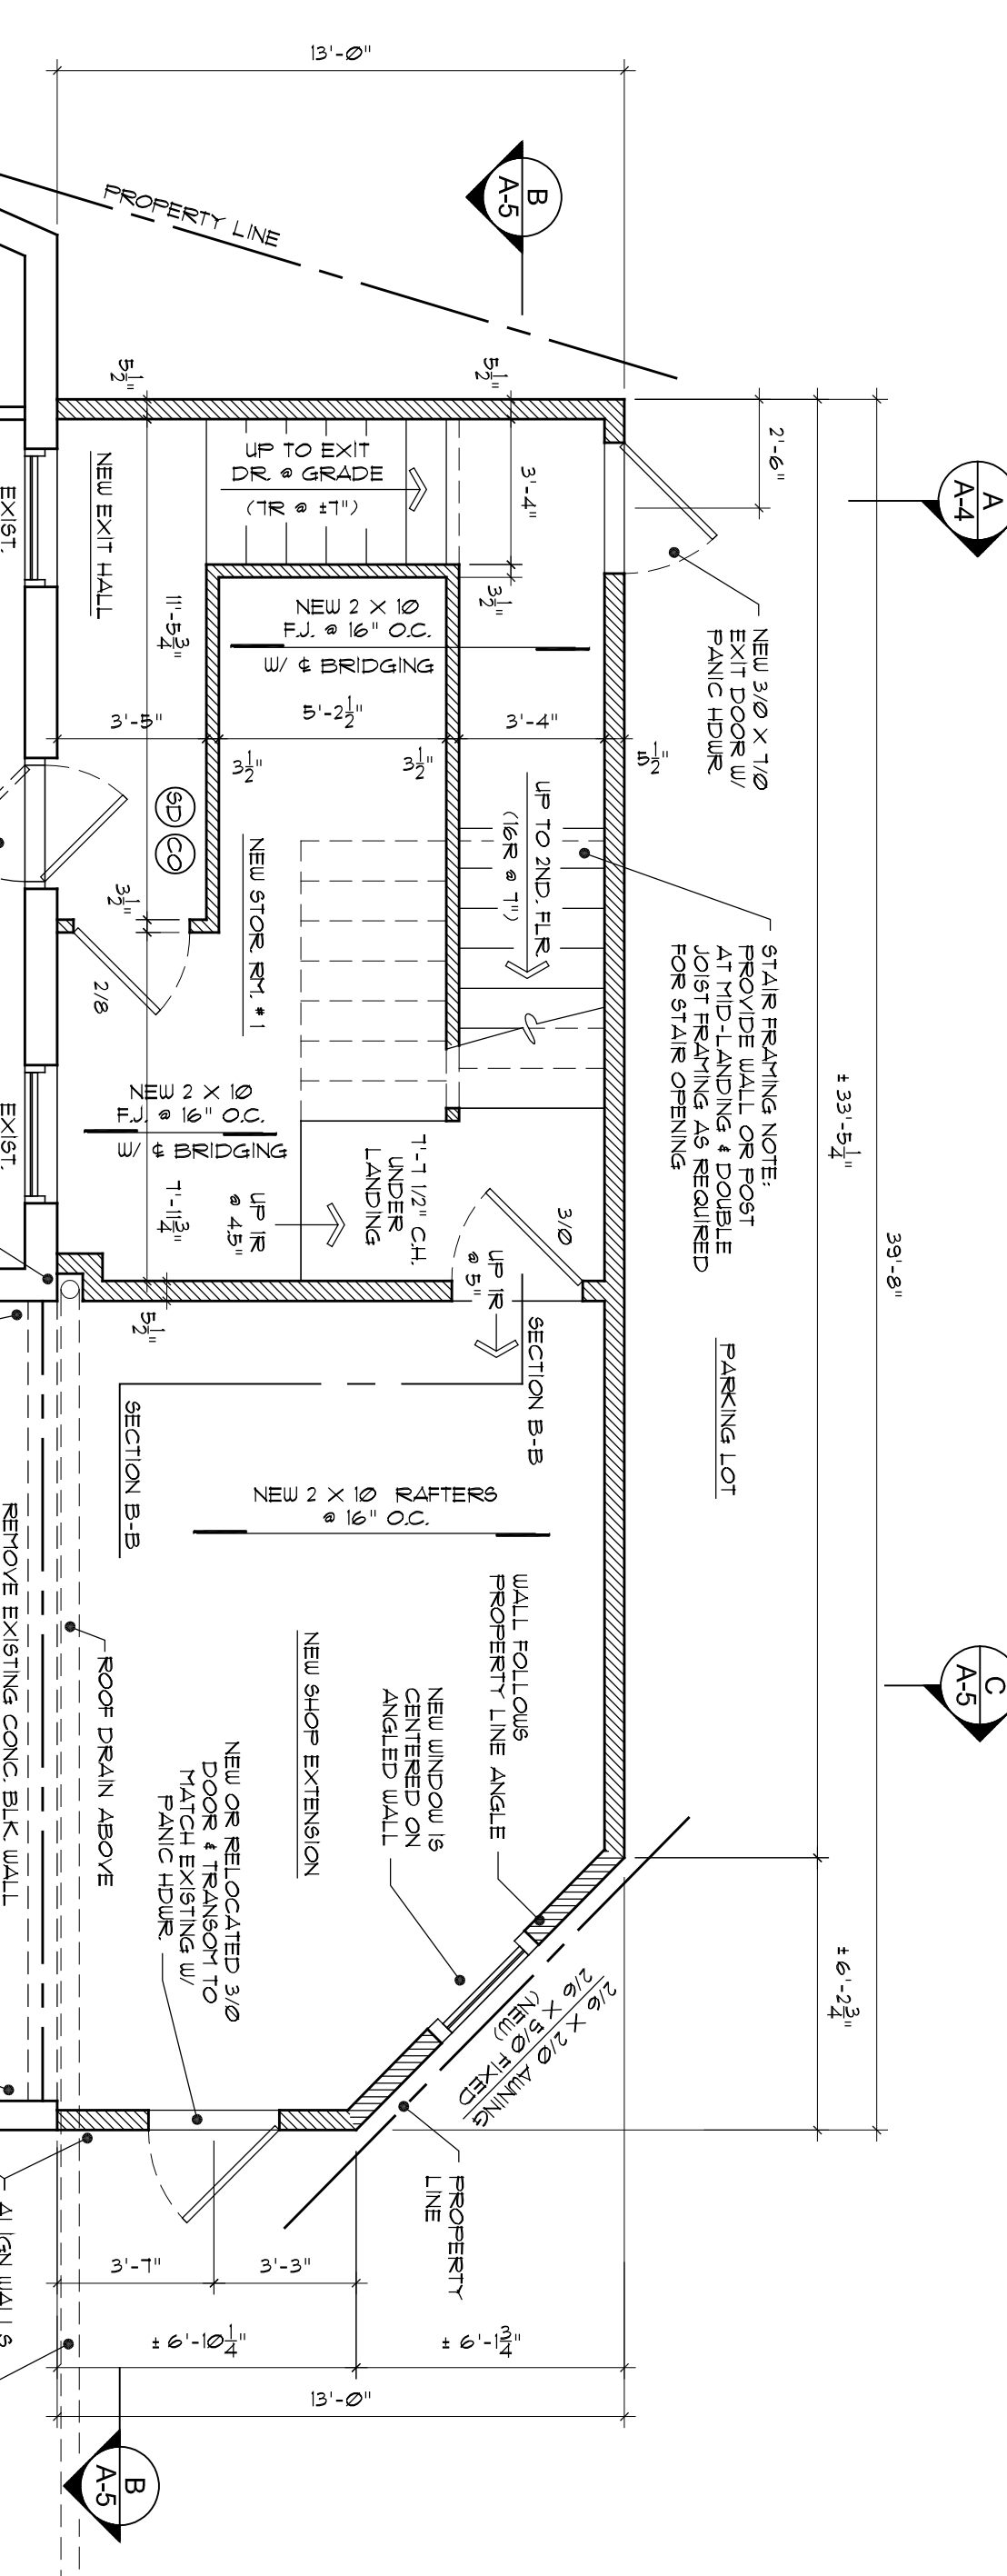 13'-0"
B
A-5
PROPERTY LINE
5 1/2"
5 1/2"
2'-6"
A
A-4
UP TO EXIT
DR. @ GRADE
(7R @ ±7")
3'-4"
NEW EXIT HALL
EXIST.
11'-5 3/4"
3 1/2"
NEW 2 X 10
F.J. @ 16" O.C.
W/ ₵ BRIDGING
NEW 3/0 X 7/0
EXIT DOOR W/
PANIC HDWR.
3'-5"
5'-2 1/2"
3'-4"
3 1/2"
3 1/2"
5 1/2"
SD
CO
UP TO 2ND. FLR.
(16R @ 7")
NEW STOR. RM. # 1
3 1/2"
2/8
STAIR FRAMING NOTE:
PROVIDE WALL OR POST
AT MID-LANDING & DOUBLE
JOIST FRAMING AS REQUIRED
FOR STAIR OPENING
± 33'-5 1/4"
39'-8"
NEW 2 X 10
F.J. @ 16" O.C.
W/ ₵ BRIDGING
EXIST.
7'-7 1/2" C.H.
UNDER
LANDING
7'-11 3/4"
UP 1R
@ 4.5"
3/0
UP 1R
@ 5"
5 1/2"
SECTION B-B
SECTION B-B
PARKING LOT
NEW 2 X 10 RAFTERS
@ 16" O.C.
REMOVE EXISTING CONC. BLK. WALL
WALL FOLLOWS
PROPERTY LINE ANGLE
NEW WINDOW IS
CENTERED ON
ANGLED WALL
NEW SHOP EXTENSION
ROOF DRAIN ABOVE
C
A-5
NEW OR RELOCATED 3/0
DOOR & TRANSOM TO
MATCH EXISTING W/
PANIC HDWR.
± 6'-2 3/4"
2/6 X 2/0 AWNING
2/6 X 5/0 FIXED
(NEW)
PROPERTY
LINE
ALIGN WALLS
3'-7"
3'-3"
± 6'-10 1/4"
± 6'-1 3/4"
13'-0"
B
A-5